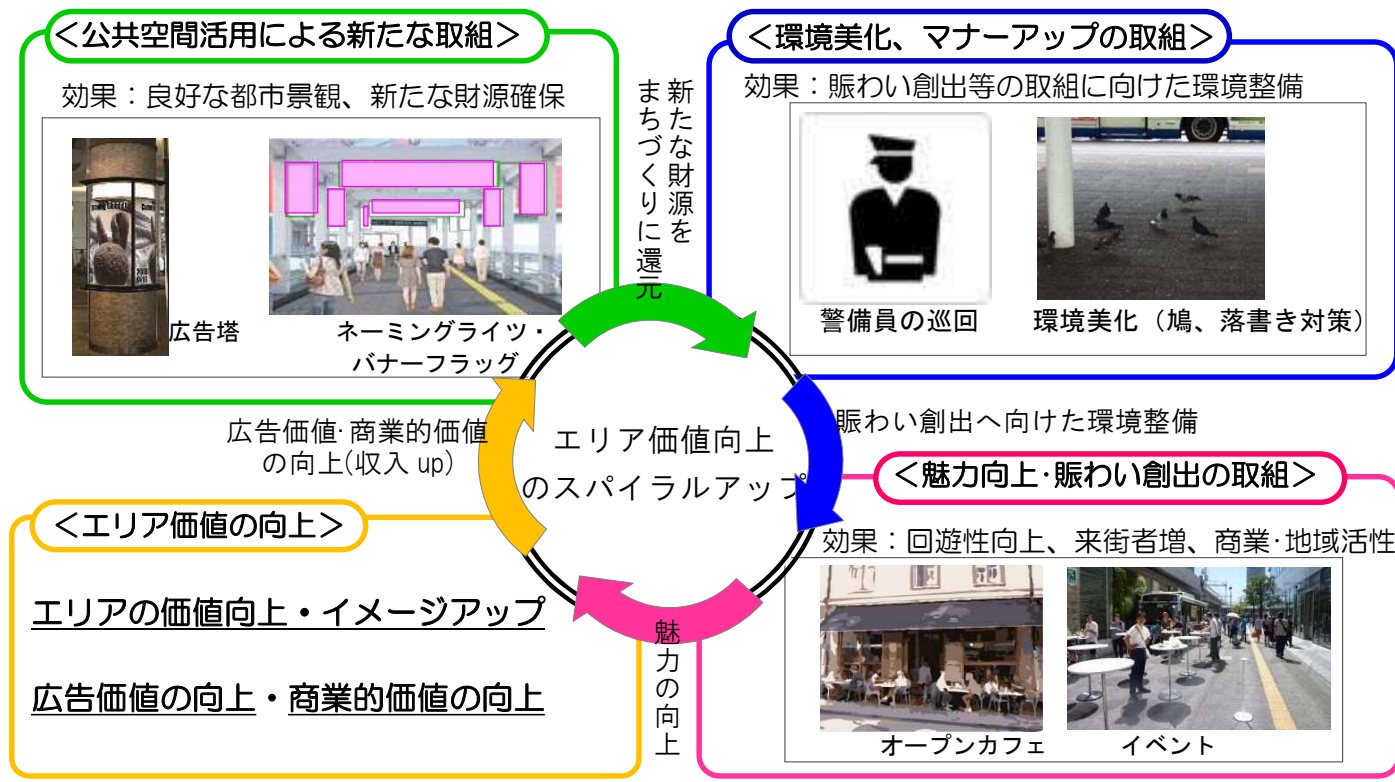 ＜公共空間活用による新たな取組＞
効果：良好な都市景観、新たな財源確保
広告塔
ネーミングライツ・
バナーフラッグ
新たな財源を
まちづくりに還元
＜環境美化、マナーアップの取組＞
効果：賑わい創出等の取組に向けた環境整備
警備員の巡回
環境美化（鳩、落書き対策）
賑わい創出へ向けた環境整備
＜魅力向上･賑わい創出の取組＞
効果：回遊性向上、来街者増、商業･地域活性
オープンカフェ
イベント
魅力の向上
＜エリア価値の向上＞
エリアの価値向上・イメージアップ
広告価値の向上・商業的価値の向上
広告価値･商業的価値
の向上(収入 up)
エリア価値向上
のスパイラルアップ